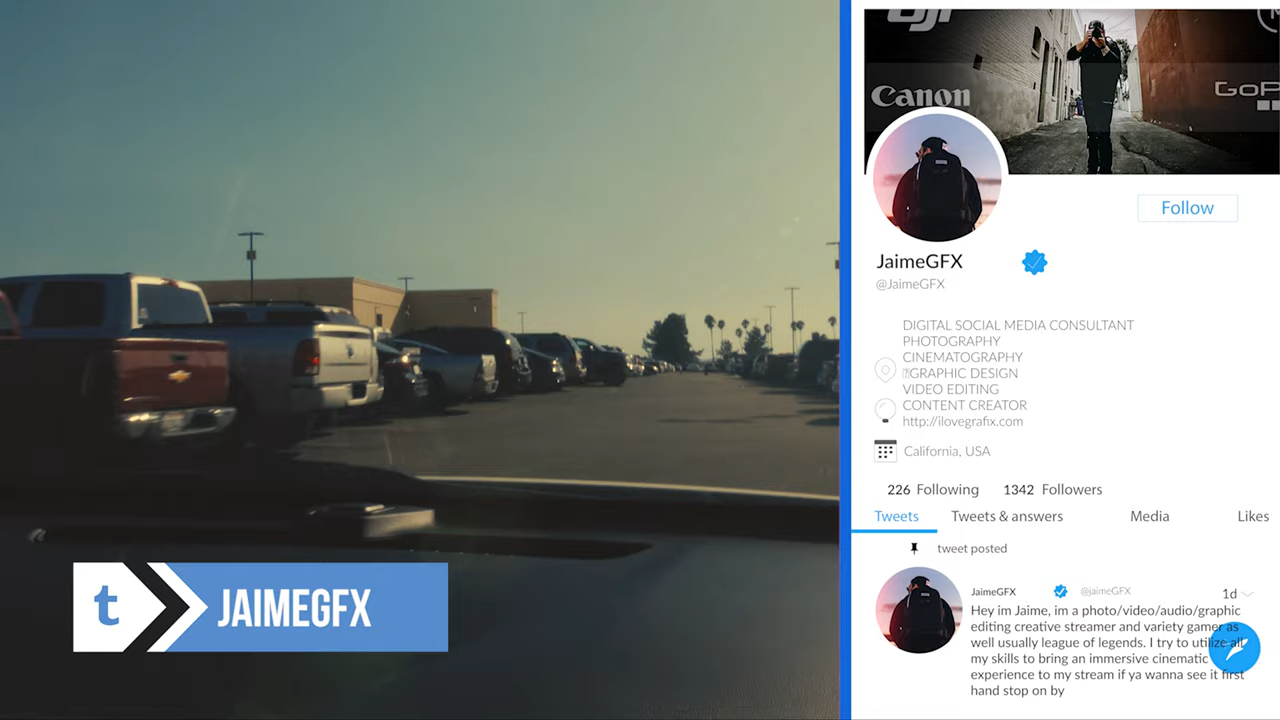 DJI
Canon
GoP
Follow
JaimeGFX
@JaimeGFX
DIGITAL SOCIAL MEDIA CONSULTANT
PHOTOGRAPHY
CINEMATOGRAPHY
GRAPHIC DESIGN
VIDEO EDITING
CONTENT CREATOR
http://ilovegrafix.com
California, USA
226 Following 1342 Followers
Tweets Tweets & answers Media Likes
tweet posted
JaimeGFX @jaimeGFX 1d
Hey im Jaime, im a photo/video/audio/graphic
editing creative streamer and variety gamer as
well usually league of legends. I try to utilize all
my skills to bring an immersive cinematic
experience to my stream if ya wanna see it first
hand stop on by
t JAIMEGFX